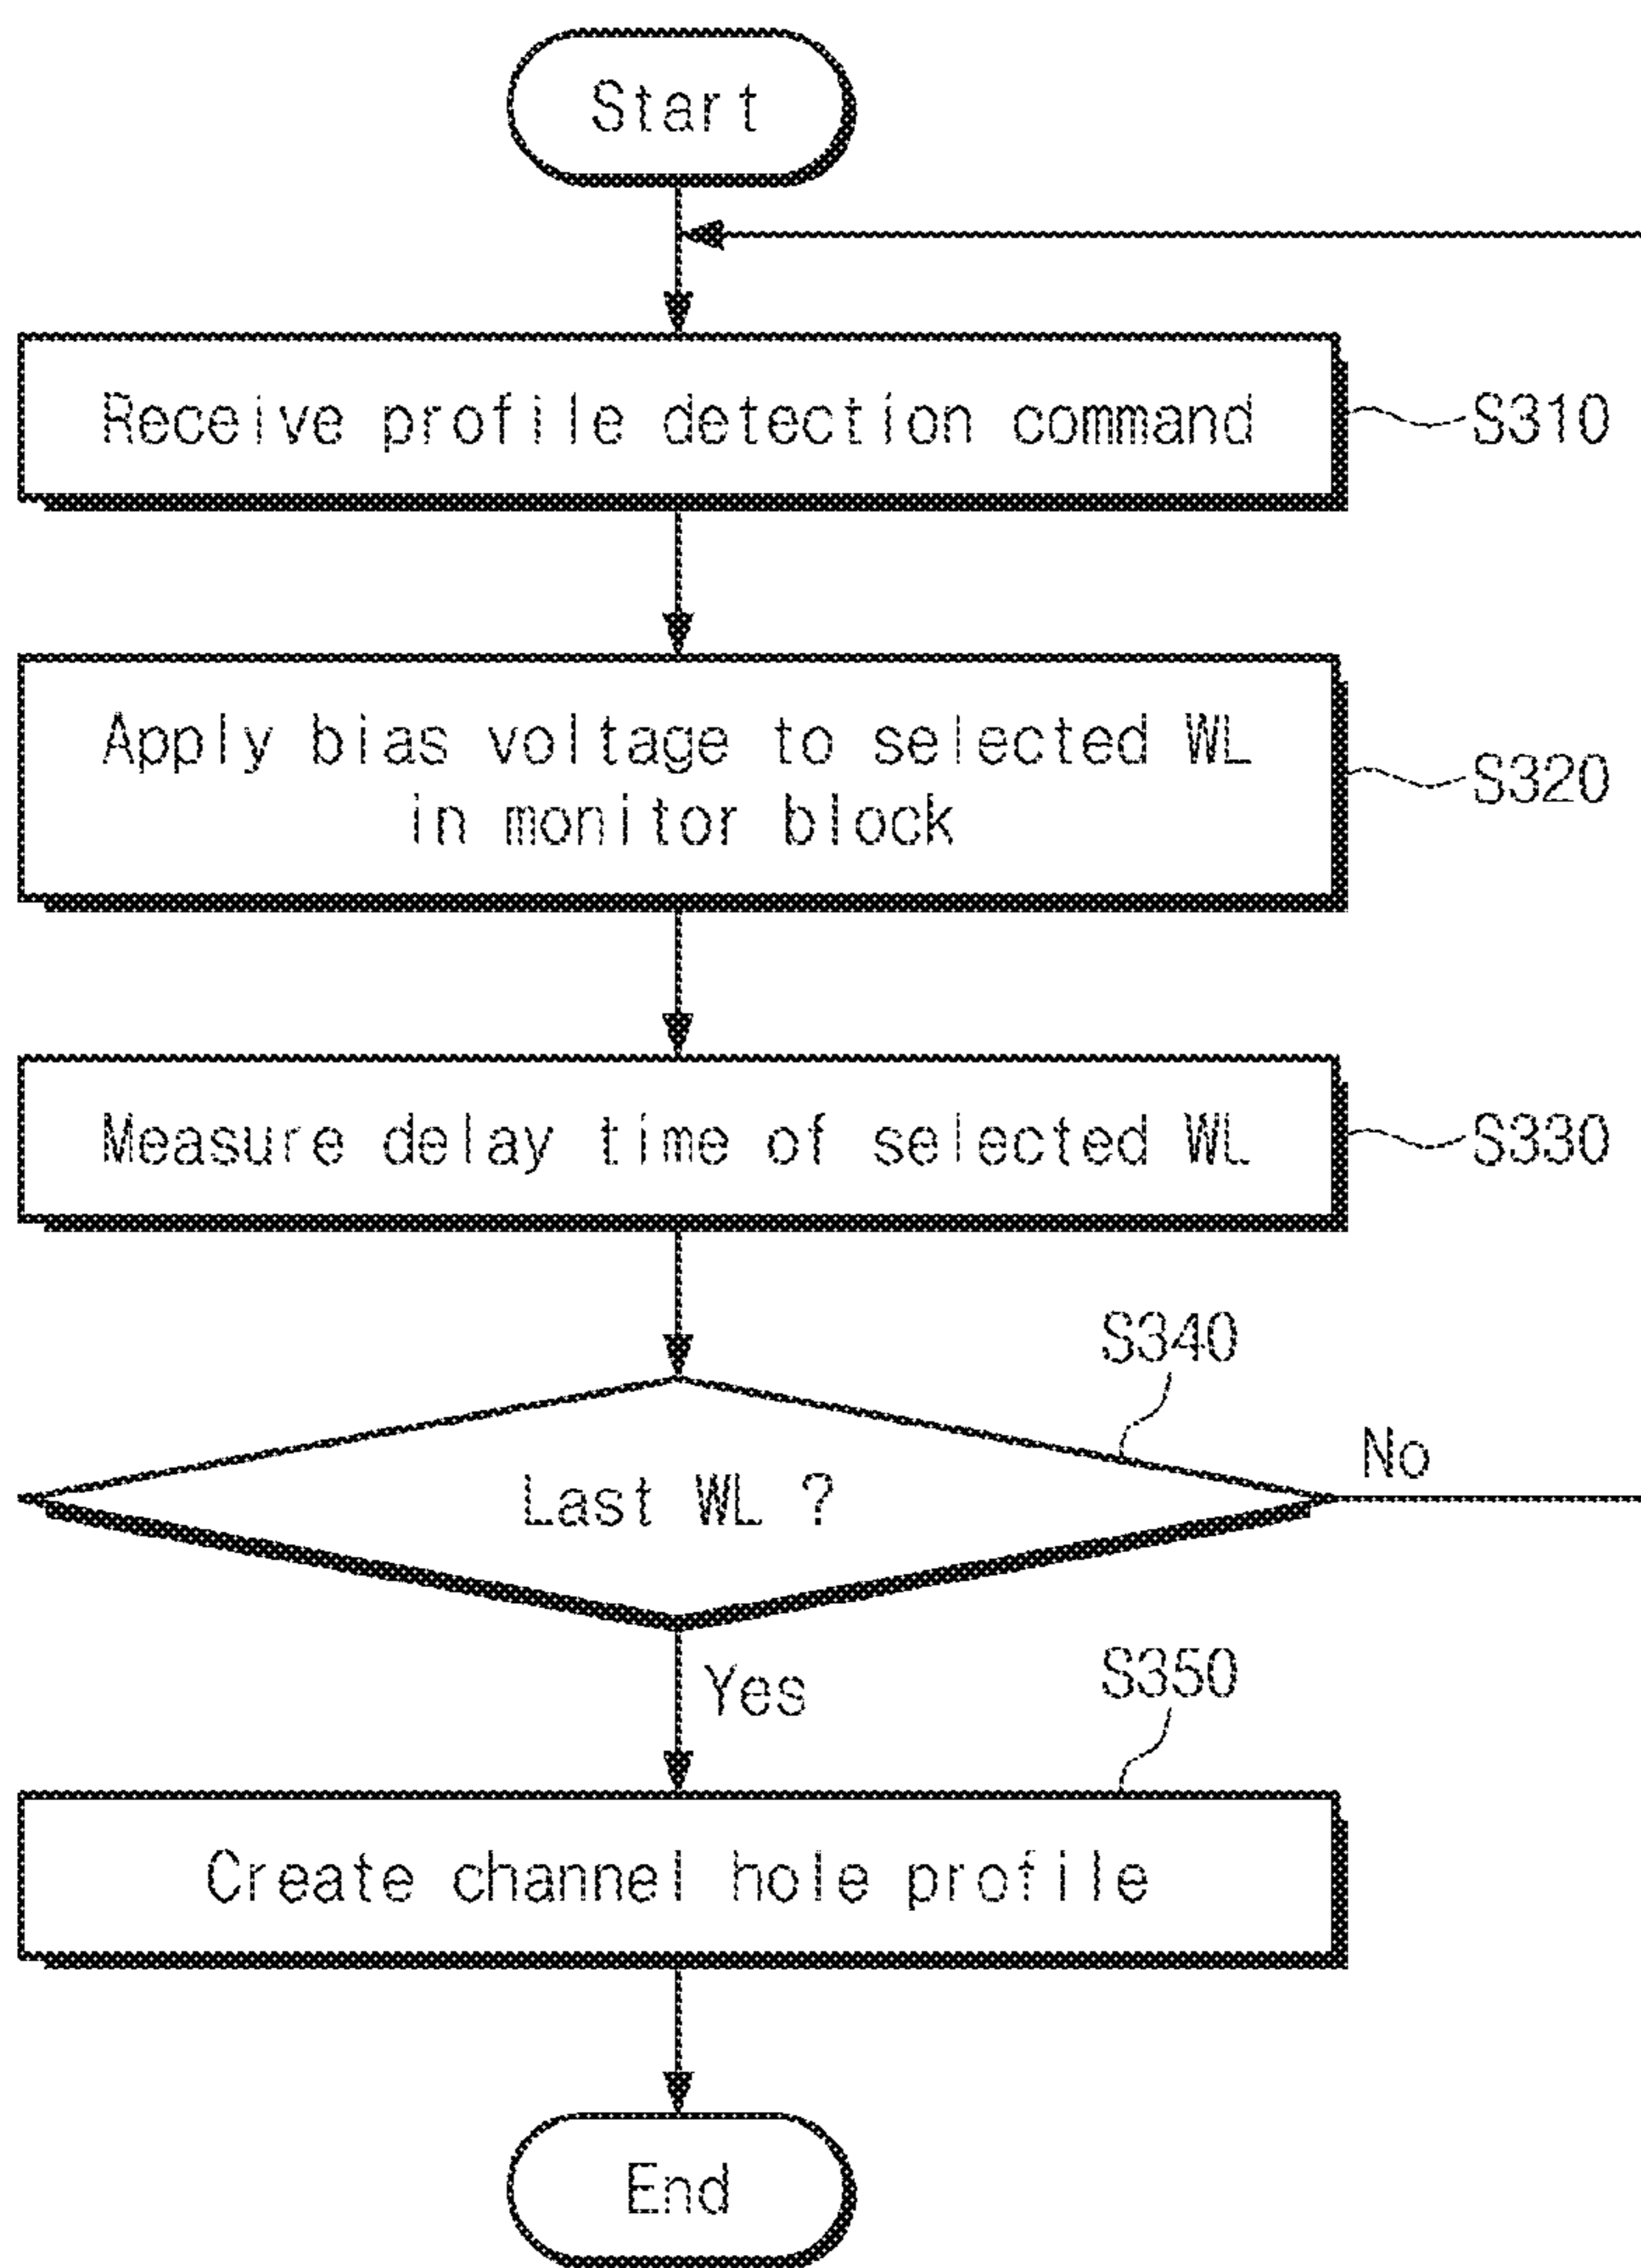 Start
Receive profile detection command
S310
Apply bias voltage to selected WL
in monitor block
S320
Measure delay time of selected WL
S330
S340
Last WL ?
No
Yes
S350
Create channel hole profile
End